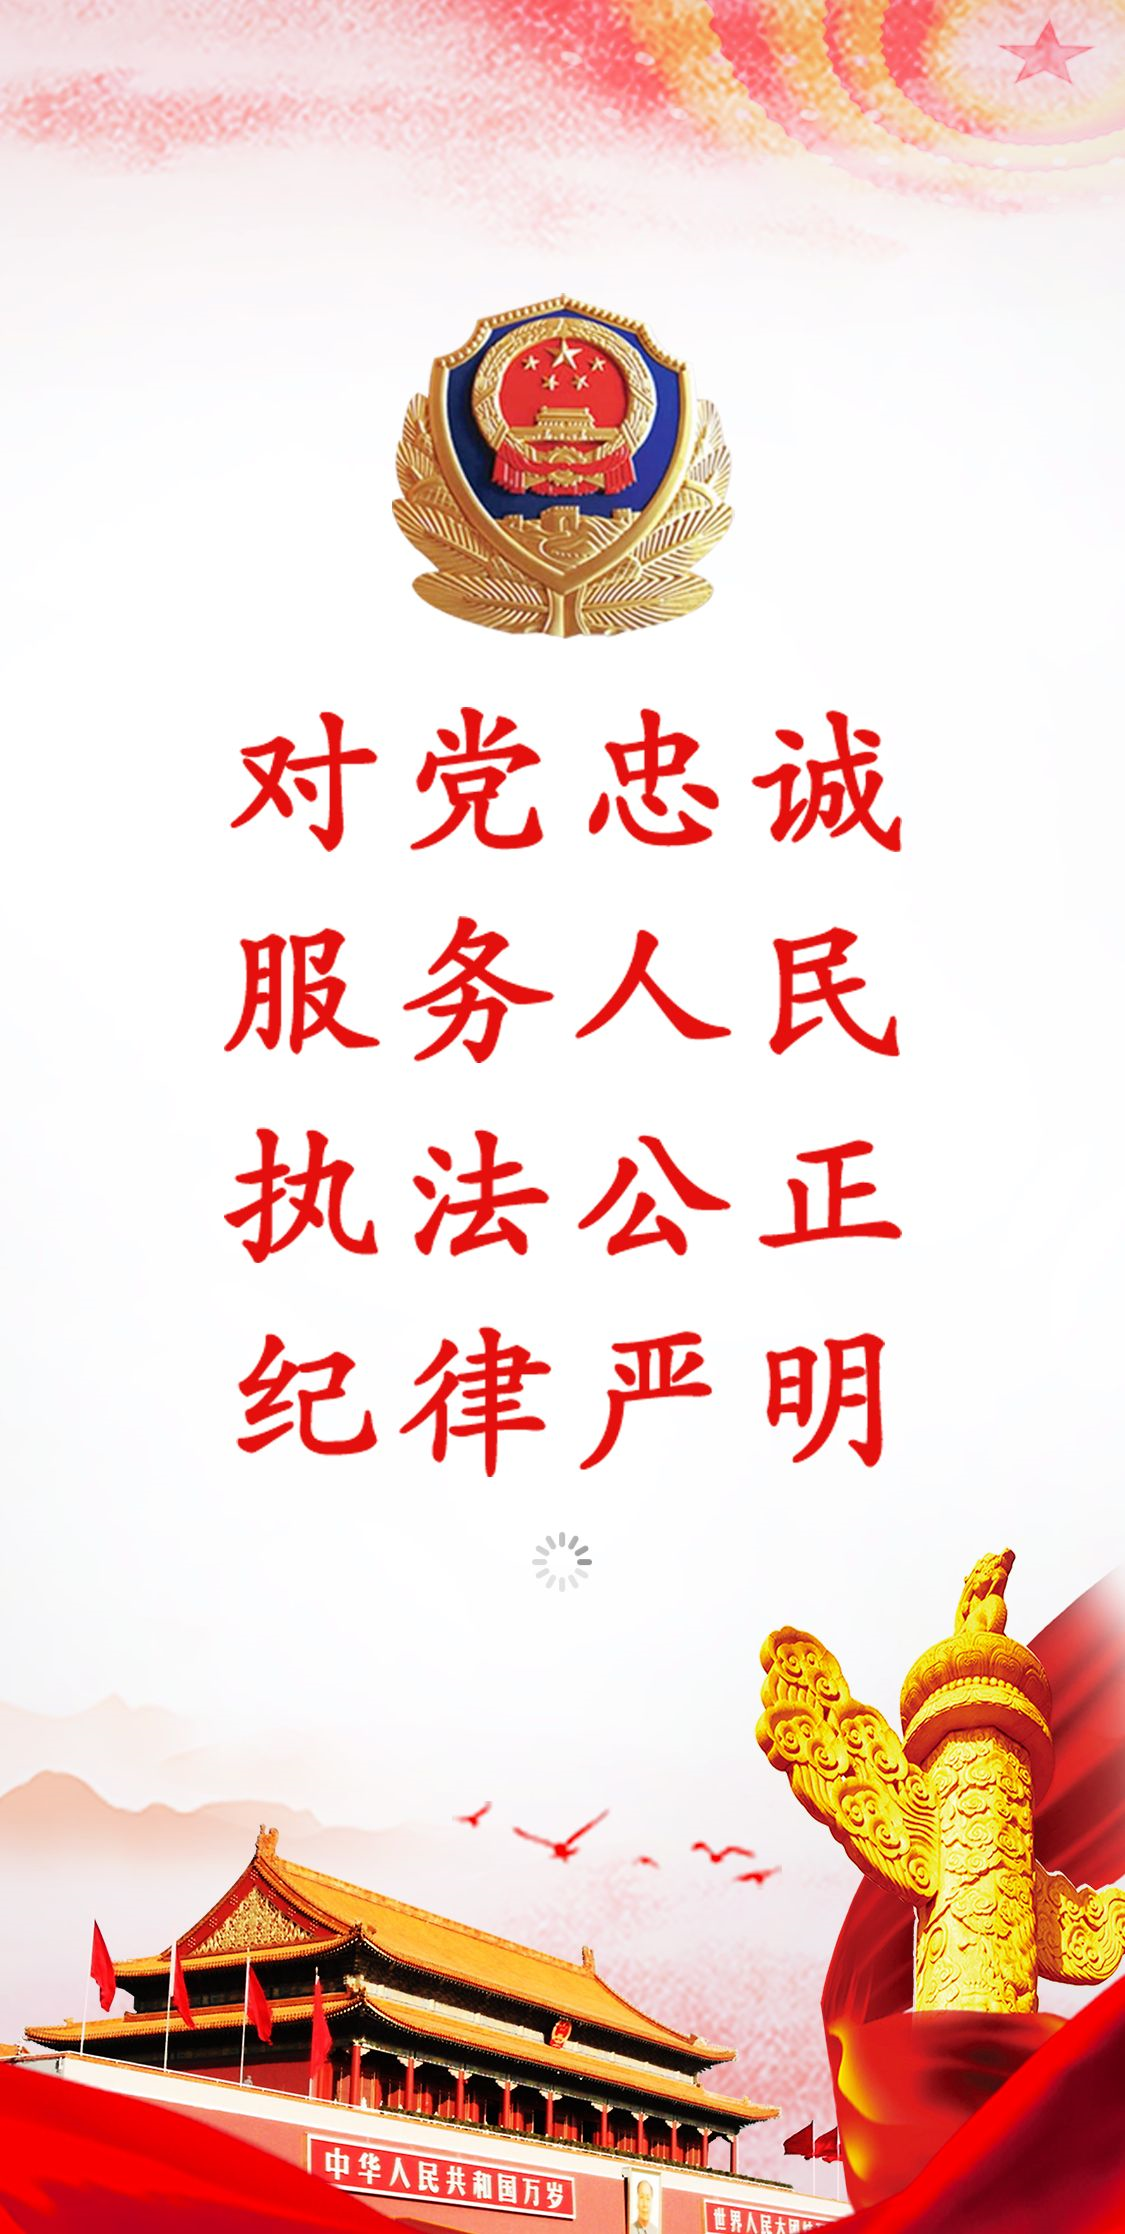 对党忠诚
服务人民
执法公正
纪律严明
中华人民共和国万岁
世界人民大团结